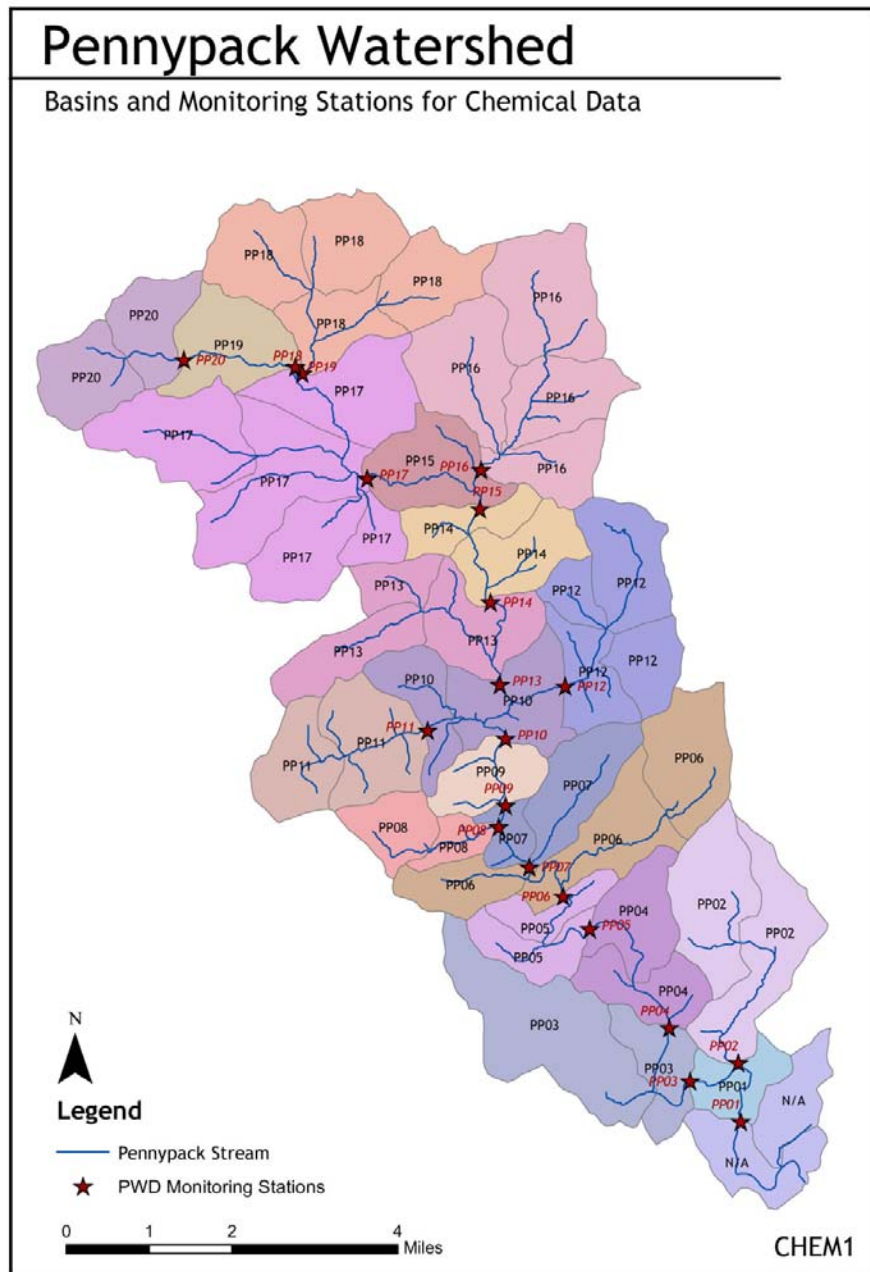 Pennypack Watershed
Basins and Monitoring Stations for Chemical Data
PP18
PP18
PP18
PP16
PP20
PP18
PP19
PP18
PP20
PP19
PP20
PP16
PP17
PP16
PP17
PP15
PP16
PP16
PP17
PP17
PP15
PP14
PP17
PP17
PP14
PP12
PP13
PP12
PP14
PP13
PP13
PP12
PP12
PP10
PP13
PP12
PP10
PP11
PP11
PP10
PP06
PP11
PP09
PP07
PP09
PP08
PP08
PP08
PP07
PP06
PP07
PP06
PP06
PP02
PP04
PP05
PP05
PP02
PP05
PP04
PP03
PP04
PP02
PP03
PP03
PP01
PP01
N/A
N/A
N
Legend
Pennypack Stream
PWD Monitoring Stations
0 1 2 4
Miles
CHEM1